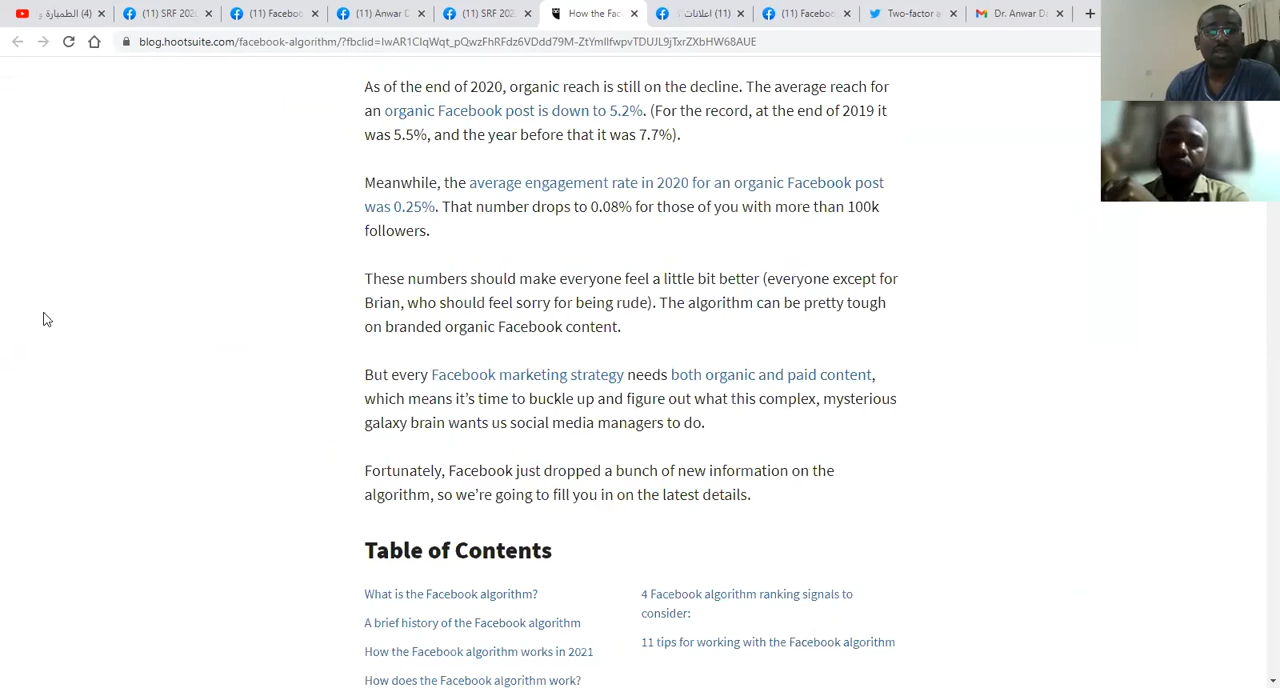 (4) الطمبارة و
(11) SRF 202
(11) Facebo
(11) Anwar D
(11) SRF 202
How the Fac
(11) اعلانات
(11) Facebo
Two-factor a
Dr. Anwar Da
blog.hootsuite.com/facebook-algorithm/?fbclid=IwAR1CIqWqt_pQwzFhRFdz6VDdd79M-ZtYmlIfwpvTDUJL9jTxrZXbHW68AUE
As of the end of 2020, organic reach is still on the decline. The average reach for
an organic Facebook post is down to 5.2%. (For the record, at the end of 2019 it
was 5.5%, and the year before that it was 7.7%).
Meanwhile, the average engagement rate in 2020 for an organic Facebook post
was 0.25%. That number drops to 0.08% for those of you with more than 100k
followers.
These numbers should make everyone feel a little bit better (everyone except for
Brian, who should feel sorry for being rude). The algorithm can be pretty tough
on branded organic Facebook content.
But every Facebook marketing strategy needs both organic and paid content,
which means it’s time to buckle up and figure out what this complex, mysterious
galaxy brain wants us social media managers to do.
Fortunately, Facebook just dropped a bunch of new information on the
algorithm, so we’re going to fill you in on the latest details.
Table of Contents
What is the Facebook algorithm?
A brief history of the Facebook algorithm
How the Facebook algorithm works in 2021
How does the Facebook algorithm work?
4 Facebook algorithm ranking signals to
consider:
11 tips for working with the Facebook algorithm